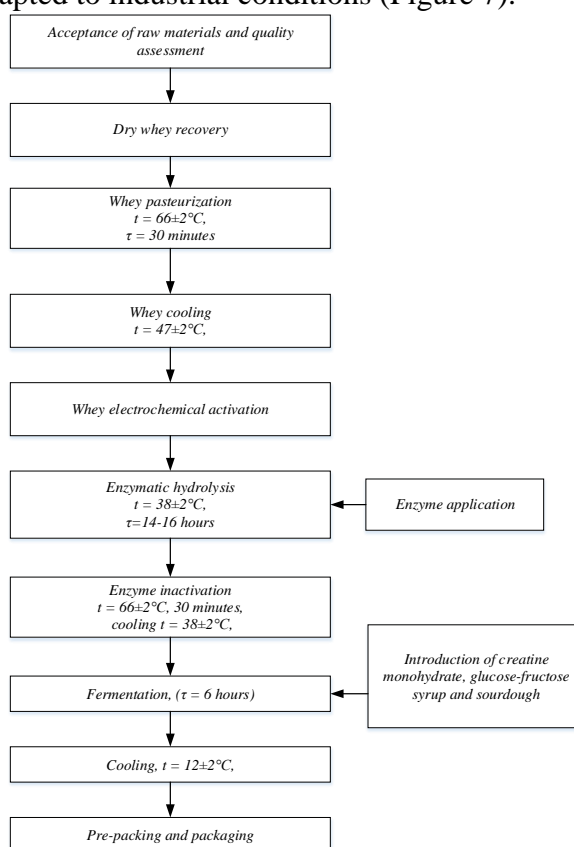 apted to industrial conditions (Figure 7).
Acceptance of raw materials and quality
assessment
Dry whey recovery
Whey pasteurization
t = 66±2°C,
τ = 30 minutes
Whey cooling
t = 47±2°C,
Whey electrochemical activation
Enzymatic hydrolysis
t = 38±2°C,
τ=14-16 hours
Enzyme application
Enzyme inactivation
t = 66±2°C, 30 minutes,
cooling t = 38±2°C,
Introduction of creatine
monohydrate, glucose-fructose
syrup and sourdough
Fermentation, (τ = 6 hours)
Cooling, t = 12±2°C,
Pre-packing and packaging